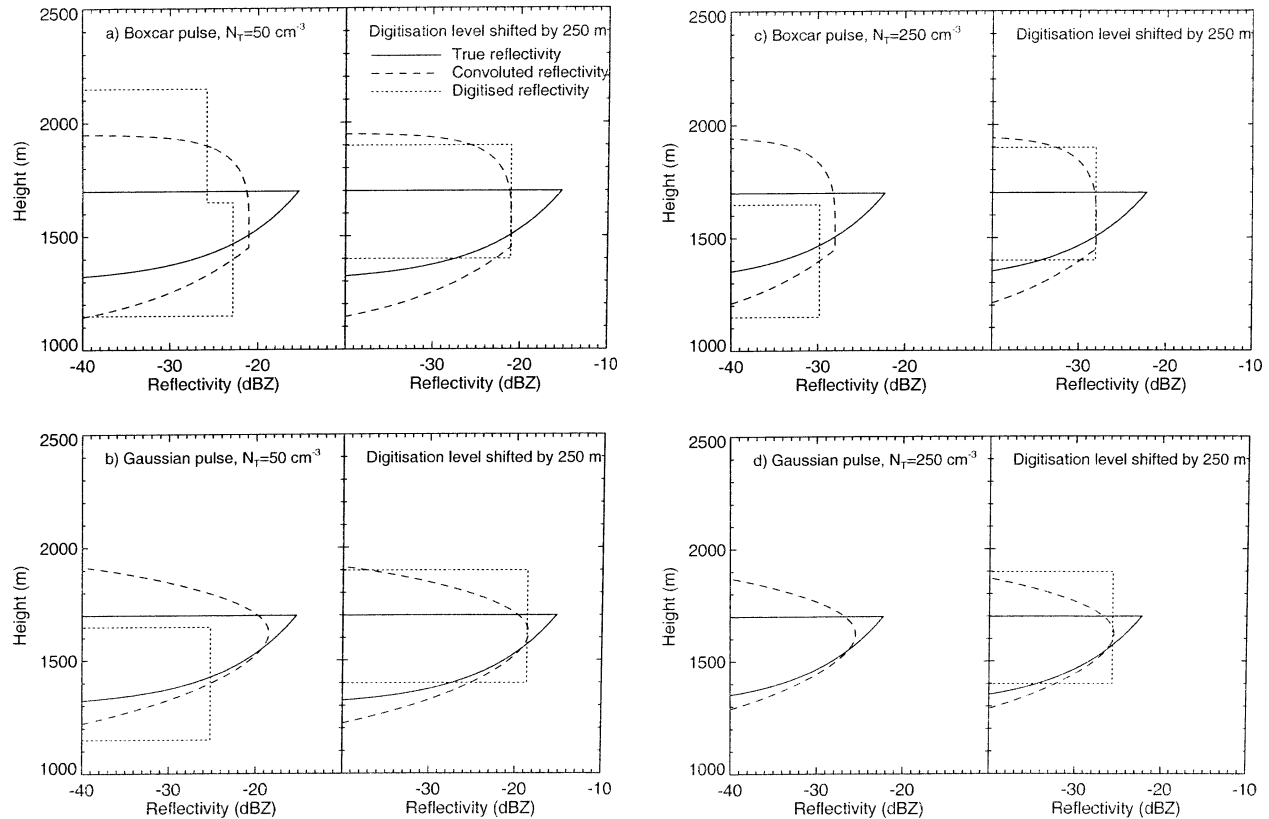 a) Boxcar pulse, N_T=50 cm^-3
Digitisation level shifted by 250 m
True reflectivity
Convoluted reflectivity
Digitised reflectivity
2500
2000
1500
1000
Height (m)
-40 -30 -20 -30 -20 -10
Reflectivity (dBZ) Reflectivity (dBZ)
c) Boxcar pulse, N_T=250 cm^-3
Digitisation level shifted by 250 m
2500
2000
1500
1000
Height (m)
-40 -30 -20 -30 -20 -10
Reflectivity (dBZ) Reflectivity (dBZ)
b) Gaussian pulse, N_T=50 cm^-3
Digitisation level shifted by 250 m
2500
2000
1500
1000
Height (m)
-40 -30 -20 -30 -20 -10
Reflectivity (dBZ) Reflectivity (dBZ)
d) Gaussian pulse, N_T=250 cm^-3
Digitisation level shifted by 250 m
2500
2000
1500
1000
Height (m)
-40 -30 -20 -30 -20 -10
Reflectivity (dBZ) Reflectivity (dBZ)